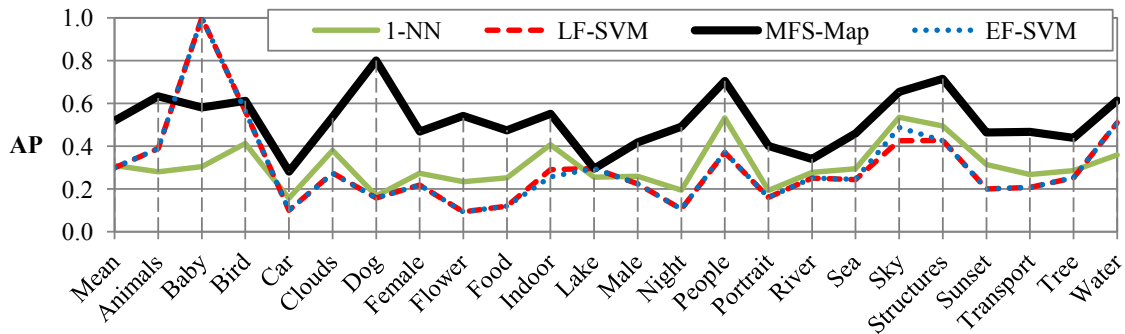 1.0
1-NN LF-SVM MFS-Map EF-SVM
0.8
0.6
AP
0.4
0.2
0.0
Mean
Animals
Baby
Bird
Car
Clouds
Dog
Female
Flower
Food
Indoor
Lake
Male
Night
People
Portrait
River
Sea
Sky
Structures
Sunset
Transport
Tree
Water